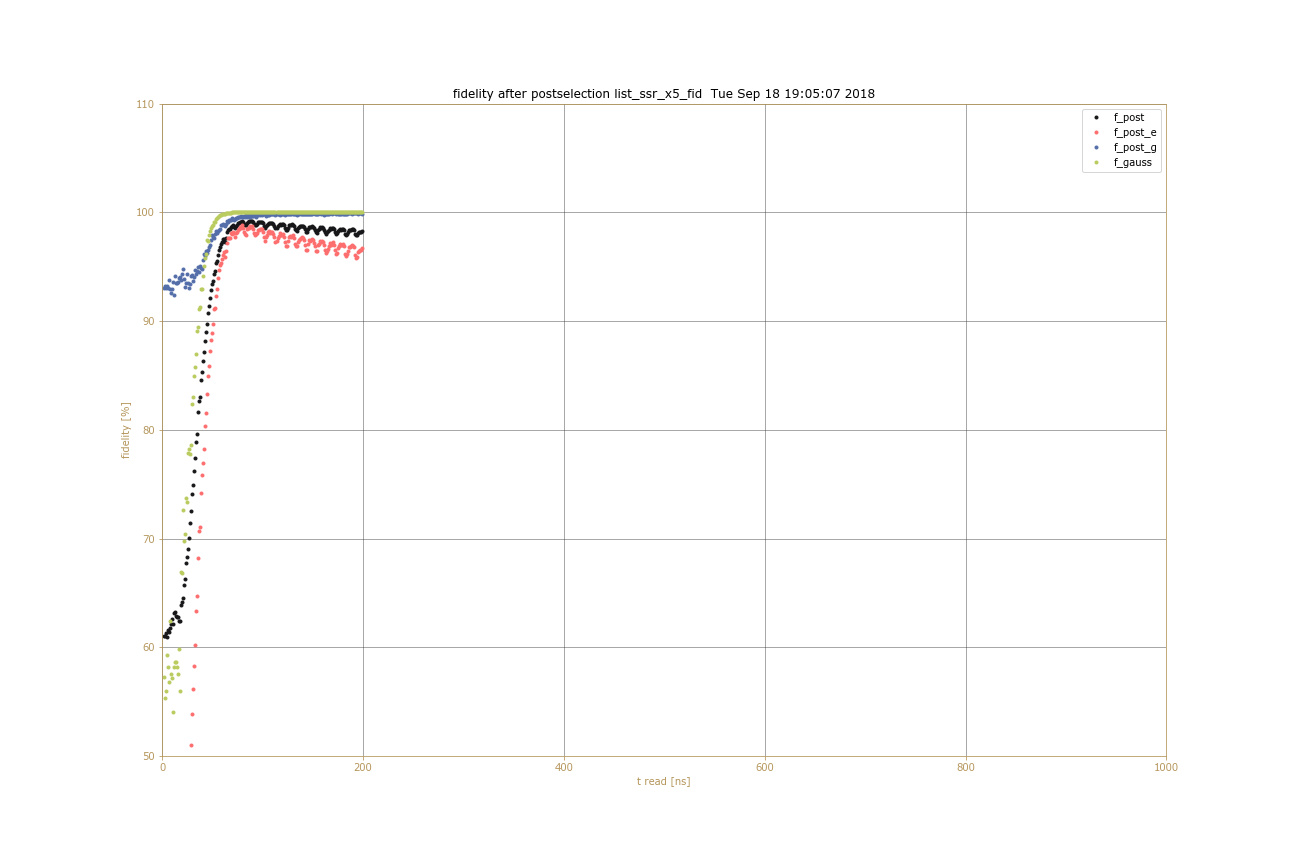 fidelity after postselection list_ssr_x5_fid  Tue Sep 18 19:05:07 2018
110
100
90
80
70
60
50
fidelity [%]
f_post
f_post_e
f_post_g
f_gauss
0
200
400
600
800
1000
t read [ns]